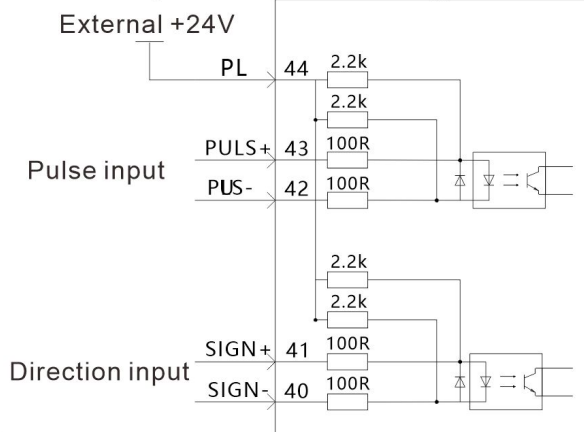 External +24V
PL 44 2.2k
2.2k
PULS+ 43 100R
Pulse input
PUS- 42 100R
2.2k
2.2k
SIGN+ 41 100R
Direction input
SIGN- 40 100R